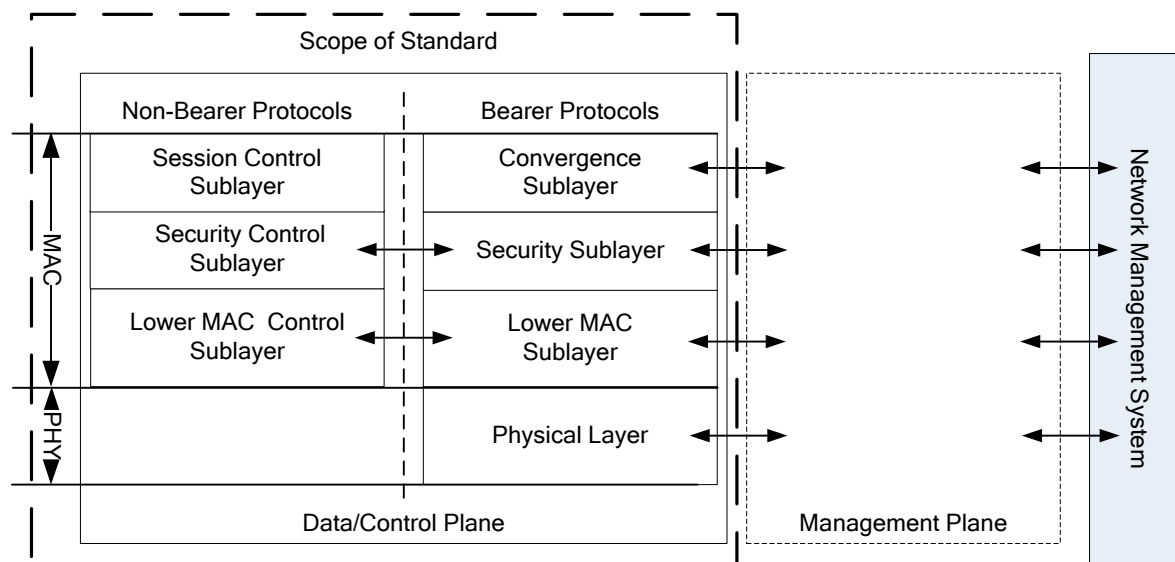 Scope of Standard
Non-Bearer Protocols
Bearer Protocols
MAC
Session Control
Sublayer
Convergence
Sublayer
Security Control
Sublayer
Security Sublayer
Lower MAC Control
Sublayer
Lower MAC
Sublayer
PHY
Physical Layer
Data/Control Plane
Management Plane
Network Management System